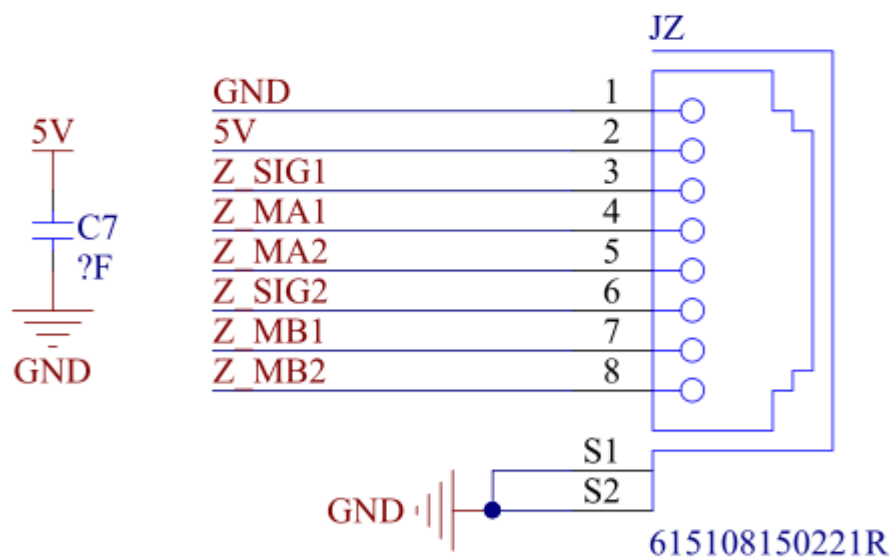 JZ
GND 1
5V 2
Z_SIG1 3
Z_MA1 4
Z_MA2 5
Z_SIG2 6
Z_MB1 7
Z_MB2 8
5V
C7
?F
GND
S1
S2
GND
615108150221R